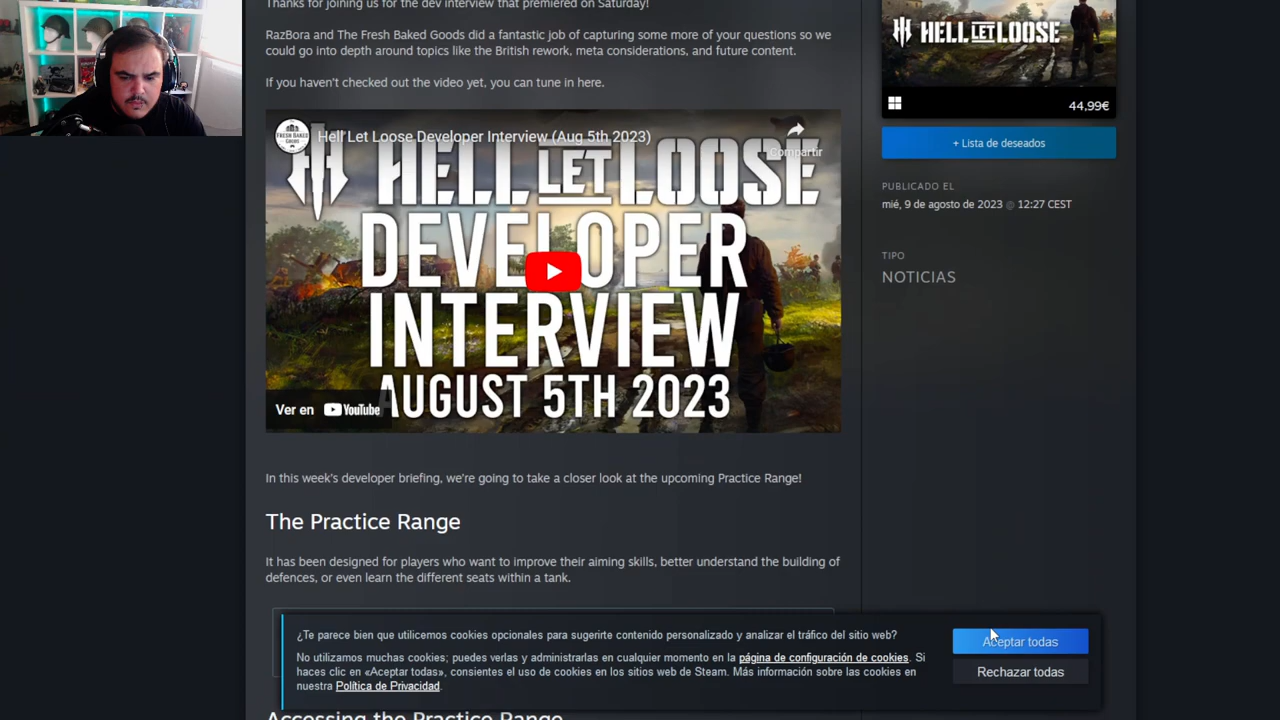 Thanks for joining us for the dev interview that premiered on Saturday!
RazBora and The Fresh Baked Goods did a fantastic job of capturing some more of your questions so we
could go into depth around topics like the British rework, meta considerations, and future content.
If you haven't checked out the video yet, you can tune in here.
FRESH BAKED
GOODS
Hell Let Loose Developer Interview (Aug 5th 2023)
Compartir
HELL LET LOOSE
DEVELOPER
INTERVIEW
AUGUST 5TH 2023
Ver en YouTube
In this week's developer briefing, we're going to take a closer look at the upcoming Practice Range!
The Practice Range
It has been designed for players who want to improve their aiming skills, better understand the building of
defences, or even learn the different seats within a tank.
Accessing the Practice Range
HELL LET LOOSE
44,99€
+ Lista de deseados
PUBLICADO EL
mié, 9 de agosto de 2023 @ 12:27 CEST
TIPO
NOTICIAS
¿Te parece bien que utilicemos cookies opcionales para sugerirte contenido personalizado y analizar el tráfico del sitio web?
No utilizamos muchas cookies; puedes verlas y administrarlas en cualquier momento en la página de configuración de cookies. Si
haces clic en «Aceptar todas», consientes el uso de cookies en los sitios web de Steam. Más información sobre las cookies en
nuestra Política de Privacidad.
Aceptar todas
Rechazar todas